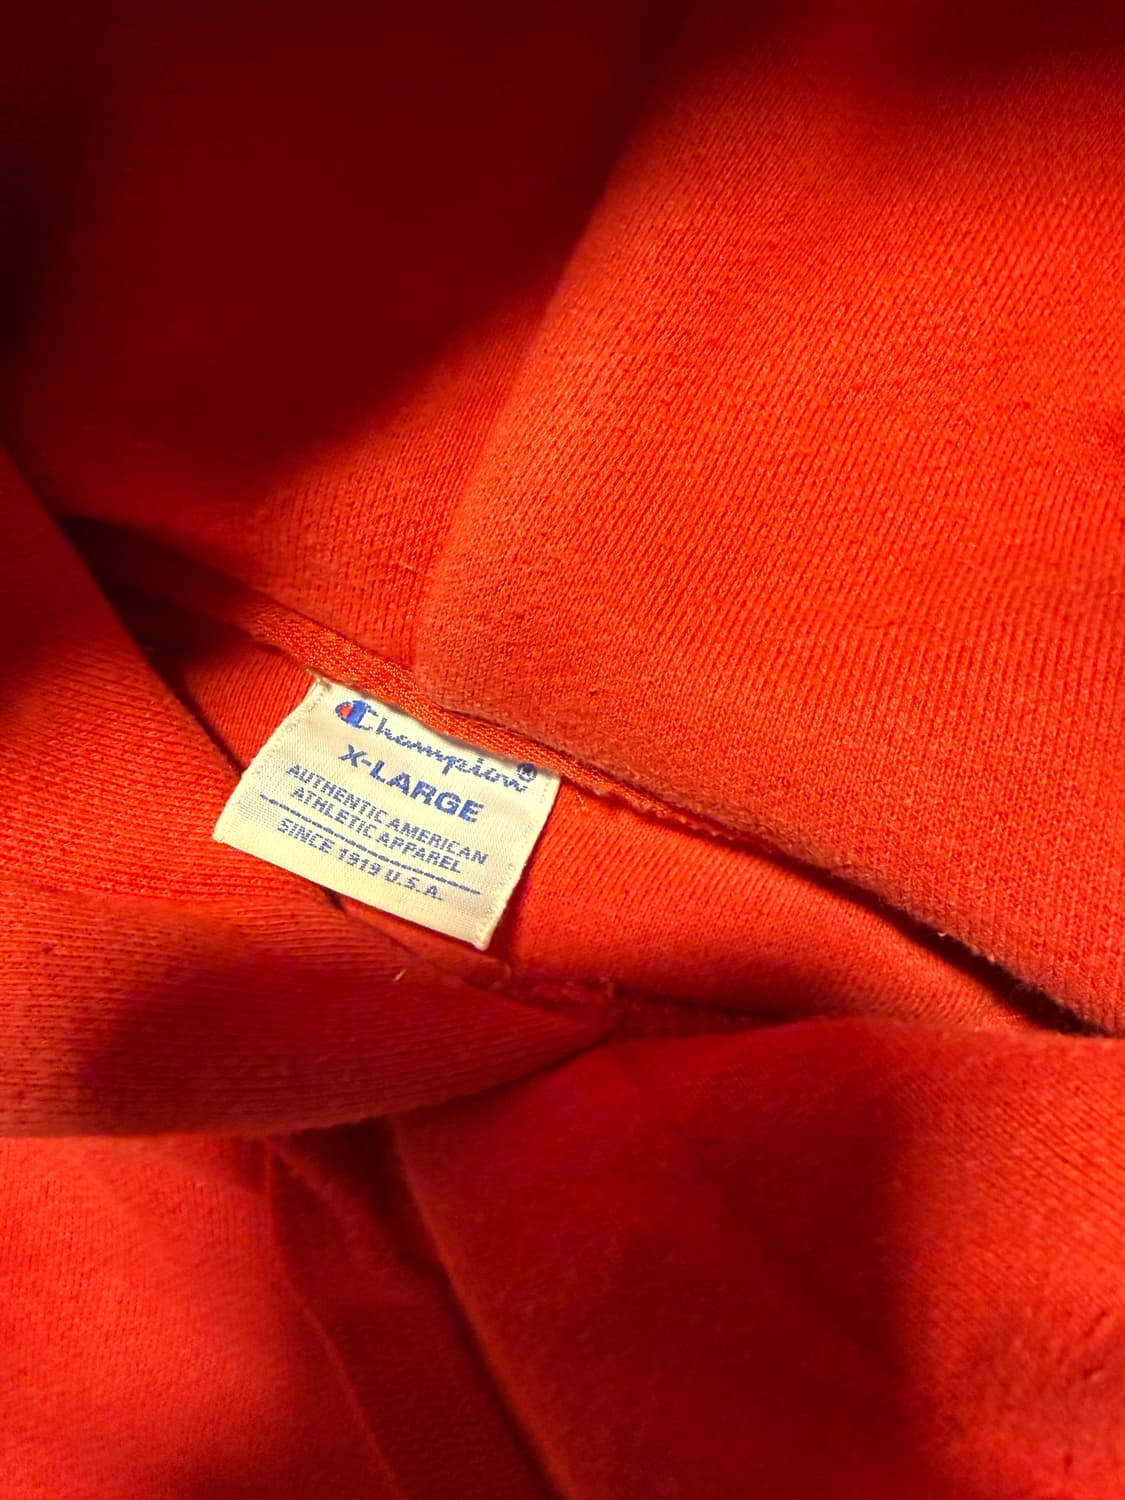 Champion®
X-LARGE
AUTHENTIC AMERICAN
ATHLETIC APPAREL
SINCE 1919 U.S.A.